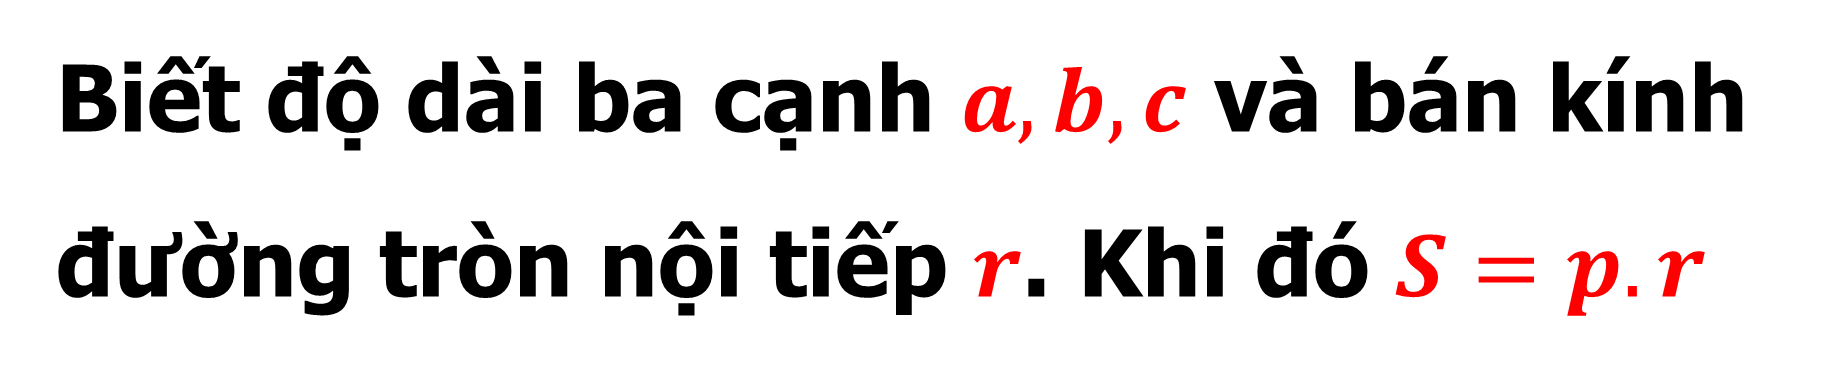 Biết độ dài ba cạnh a, b, c và bán kính
đường tròn nội tiếp r. Khi đó S = p. r